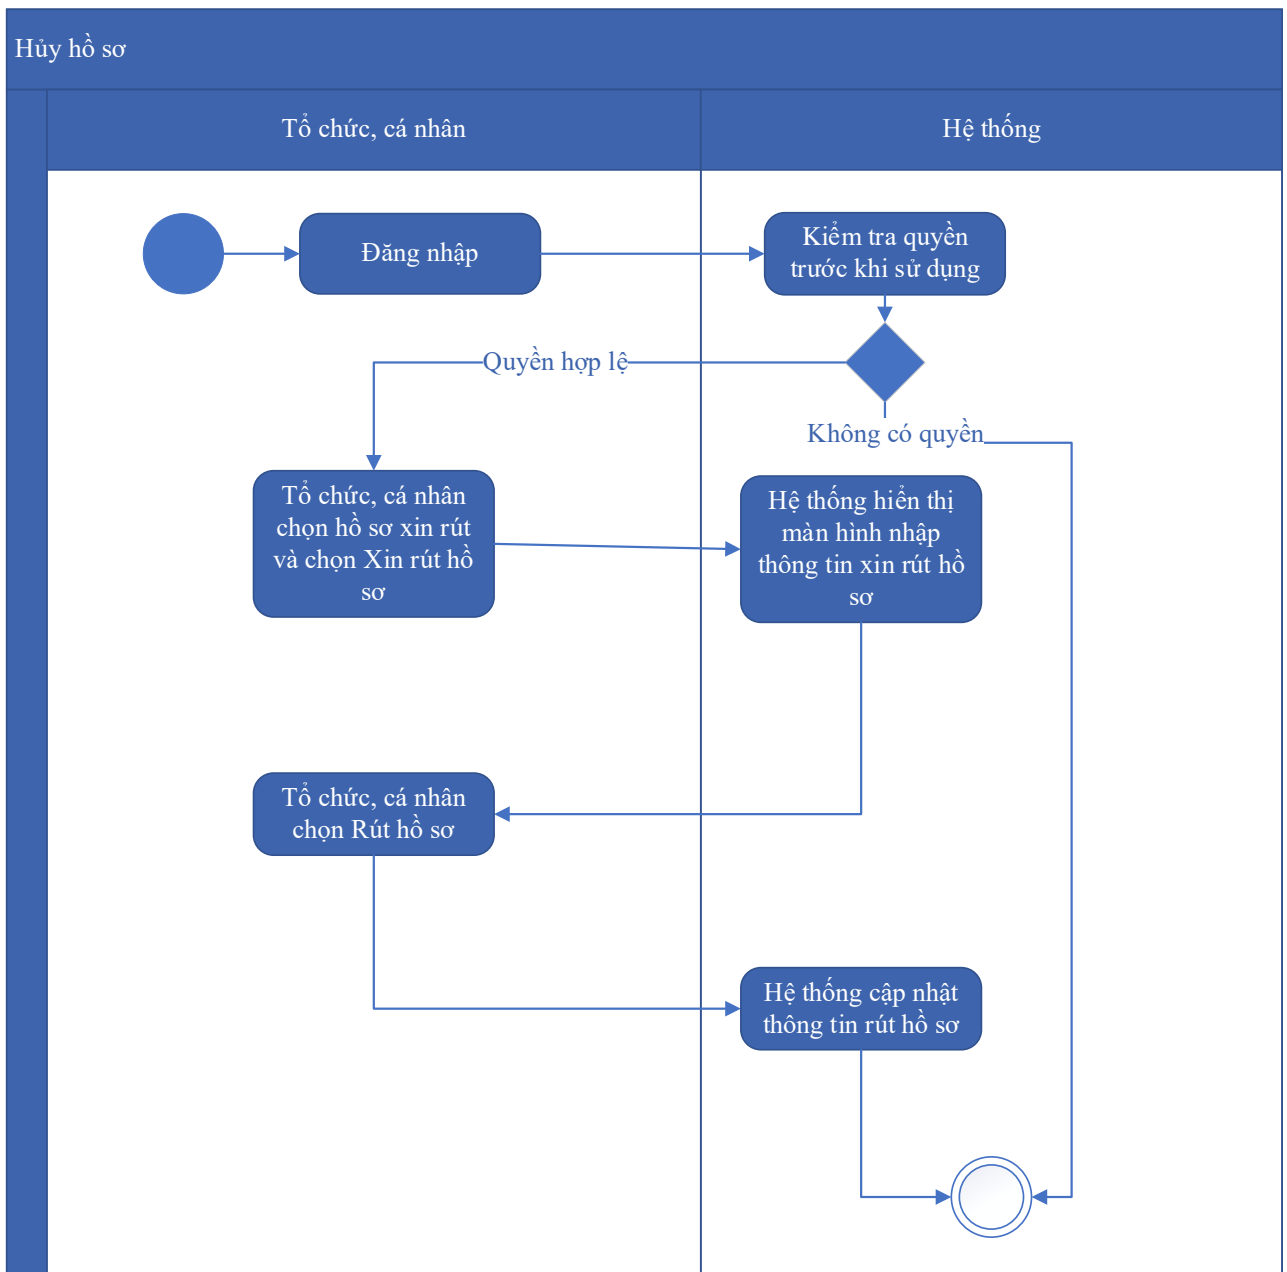 Hủy hồ sơ
Tổ chức, cá nhân
Hệ thống
Đăng nhập
Kiểm tra quyền
trước khi sử dụng
Quyền hợp lệ
Không có quyền
Tổ chức, cá nhân
chọn hồ sơ xin rút
và chọn Xin rút hồ
sơ
Hệ thống hiển thị
màn hình nhập
thông tin xin rút hồ
sơ
Tổ chức, cá nhân
chọn Rút hồ sơ
Hệ thống cập nhật
thông tin rút hồ sơ